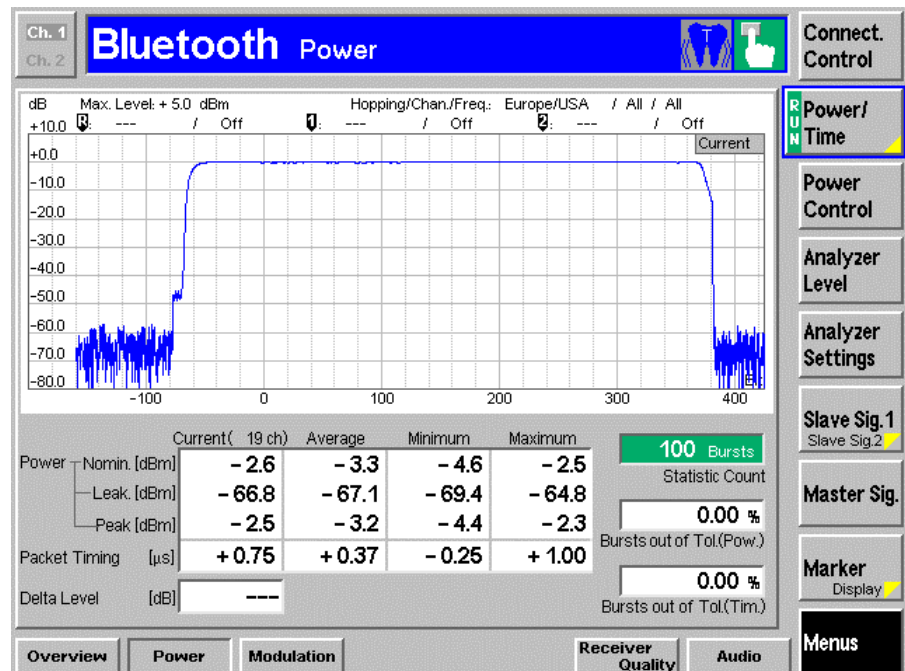 Ch. 1
Ch. 2
Bluetooth Power
T
Connect. Control
dB Max. Level: + 5.0 dBm Hopping/Chan./Freq.: Europe/USA / All / All
+10.0 R: --- / Off 1: --- / Off 2: --- / Off
Current
+0.0
-10.0
-20.0
-30.0
-40.0
-50.0
-60.0
-70.0
-80.0
-100 0 100 200 300 400
RUN
Power/ Time
Power Control
Analyzer Level
Analyzer Settings
Slave Sig.1
Slave Sig.2
Master Sig.
Marker
Display
Menus
Current( 19 ch) Average Minimum Maximum
Power Nomin. [dBm] - 2.6 - 3.3 - 4.6 - 2.5
Leak. [dBm] - 66.8 - 67.1 - 69.4 - 64.8
Peak [dBm] - 2.5 - 3.2 - 4.4 - 2.3
Packet Timing [µs] + 0.75 + 0.37 - 0.25 + 1.00
Delta Level [dB] ---
100 Bursts
Statistic Count
0.00 %
Bursts out of Tol.(Pow.)
0.00 %
Bursts out of Tol.(Tim.)
Overview Power Modulation Receiver Quality Audio